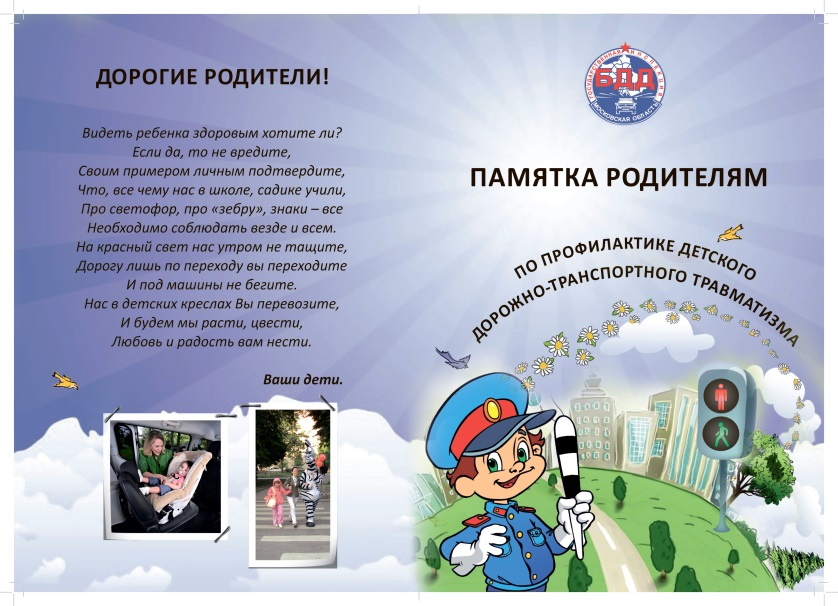 ДОРОГИЕ РОДИТЕЛИ!
Видеть ребенка здоровым хотите ли?
Если да, то не вредите,
Своим примером личным подтвердите,
Что, все чему нас в школе, садике учили,
Про светофор, про «зебру», знаки – все
Необходимо соблюдать везде и всем.
На красный свет нас утром не тащите,
Дорогу лишь по переходу вы переходите
И под машины не бегите.
Нас в детских креслах Вы перевозите,
И будем мы расти, цвести,
Любовь и радость вам нести.
Ваши дети.
ГОСУДАРСТВЕННАЯ ИНСПЕКЦИЯ
БДД
МОСКОВСКАЯ ОБЛАСТЬ
ПАМЯТКА РОДИТЕЛЯМ
ПО ПРОФИЛАКТИКЕ ДЕТСКОГО
ДОРОЖНО-ТРАНСПОРТНОГО ТРАВМАТИЗМА